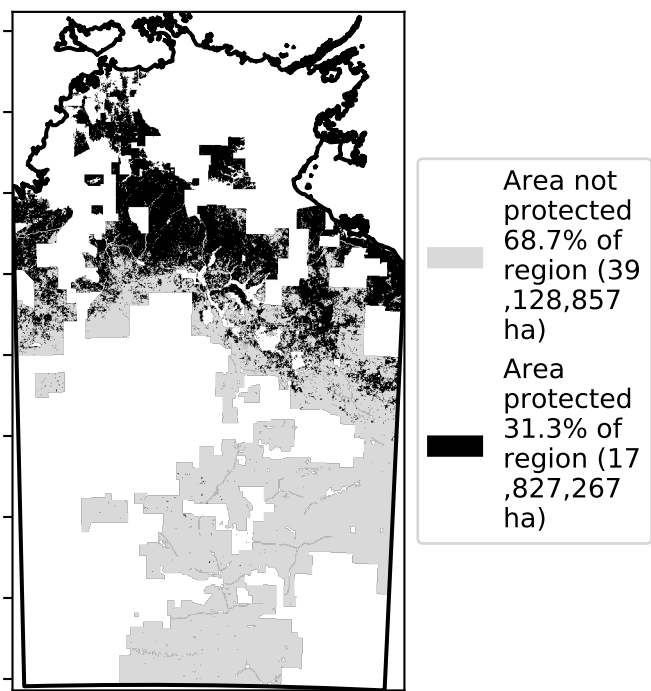 Area not
protected
68.7% of
region (39
,128,857
ha)
Area
protected
31.3% of
region (17
,827,267
ha)